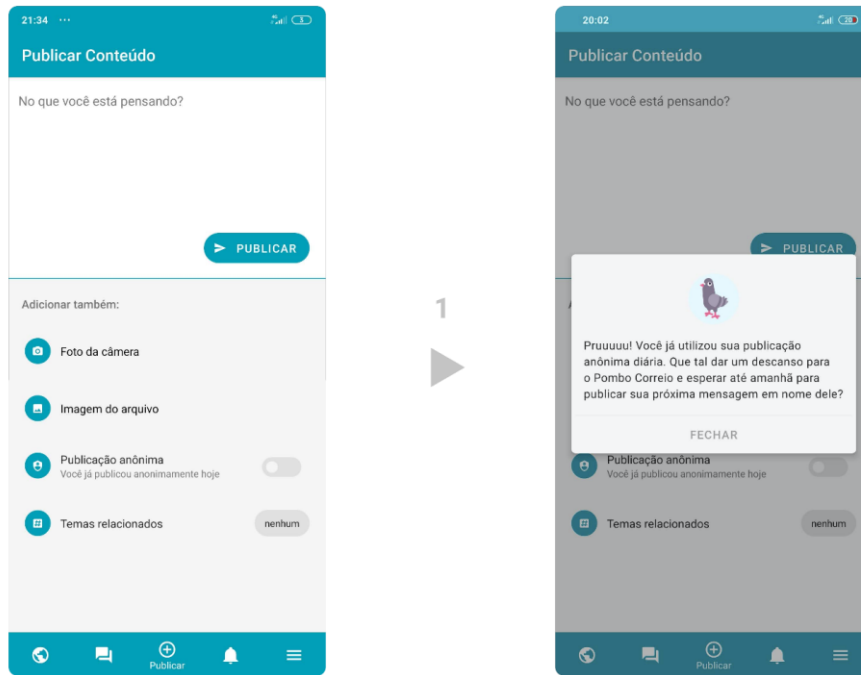 21:34 ...
5
Publicar Conteúdo
No que você está pensando?
PUBLICAR
Adicionar também:
Foto da câmera
Imagem do arquivo
Publicação anônima
Você já publicou anonimamente hoje
Temas relacionados
nenhum
Publicar
1
20:02
20
Publicar Conteúdo
No que você está pensando?
PUBLICAR
Pruuuuu! Você já utilizou sua publicação
anônima diária. Que tal dar um descanso para
o Pombo Correio e esperar até amanhã para
publicar sua próxima mensagem em nome dele?
FECHAR
Publicação anônima
Você já publicou anonimamente hoje
Temas relacionados
nenhum
Publicar